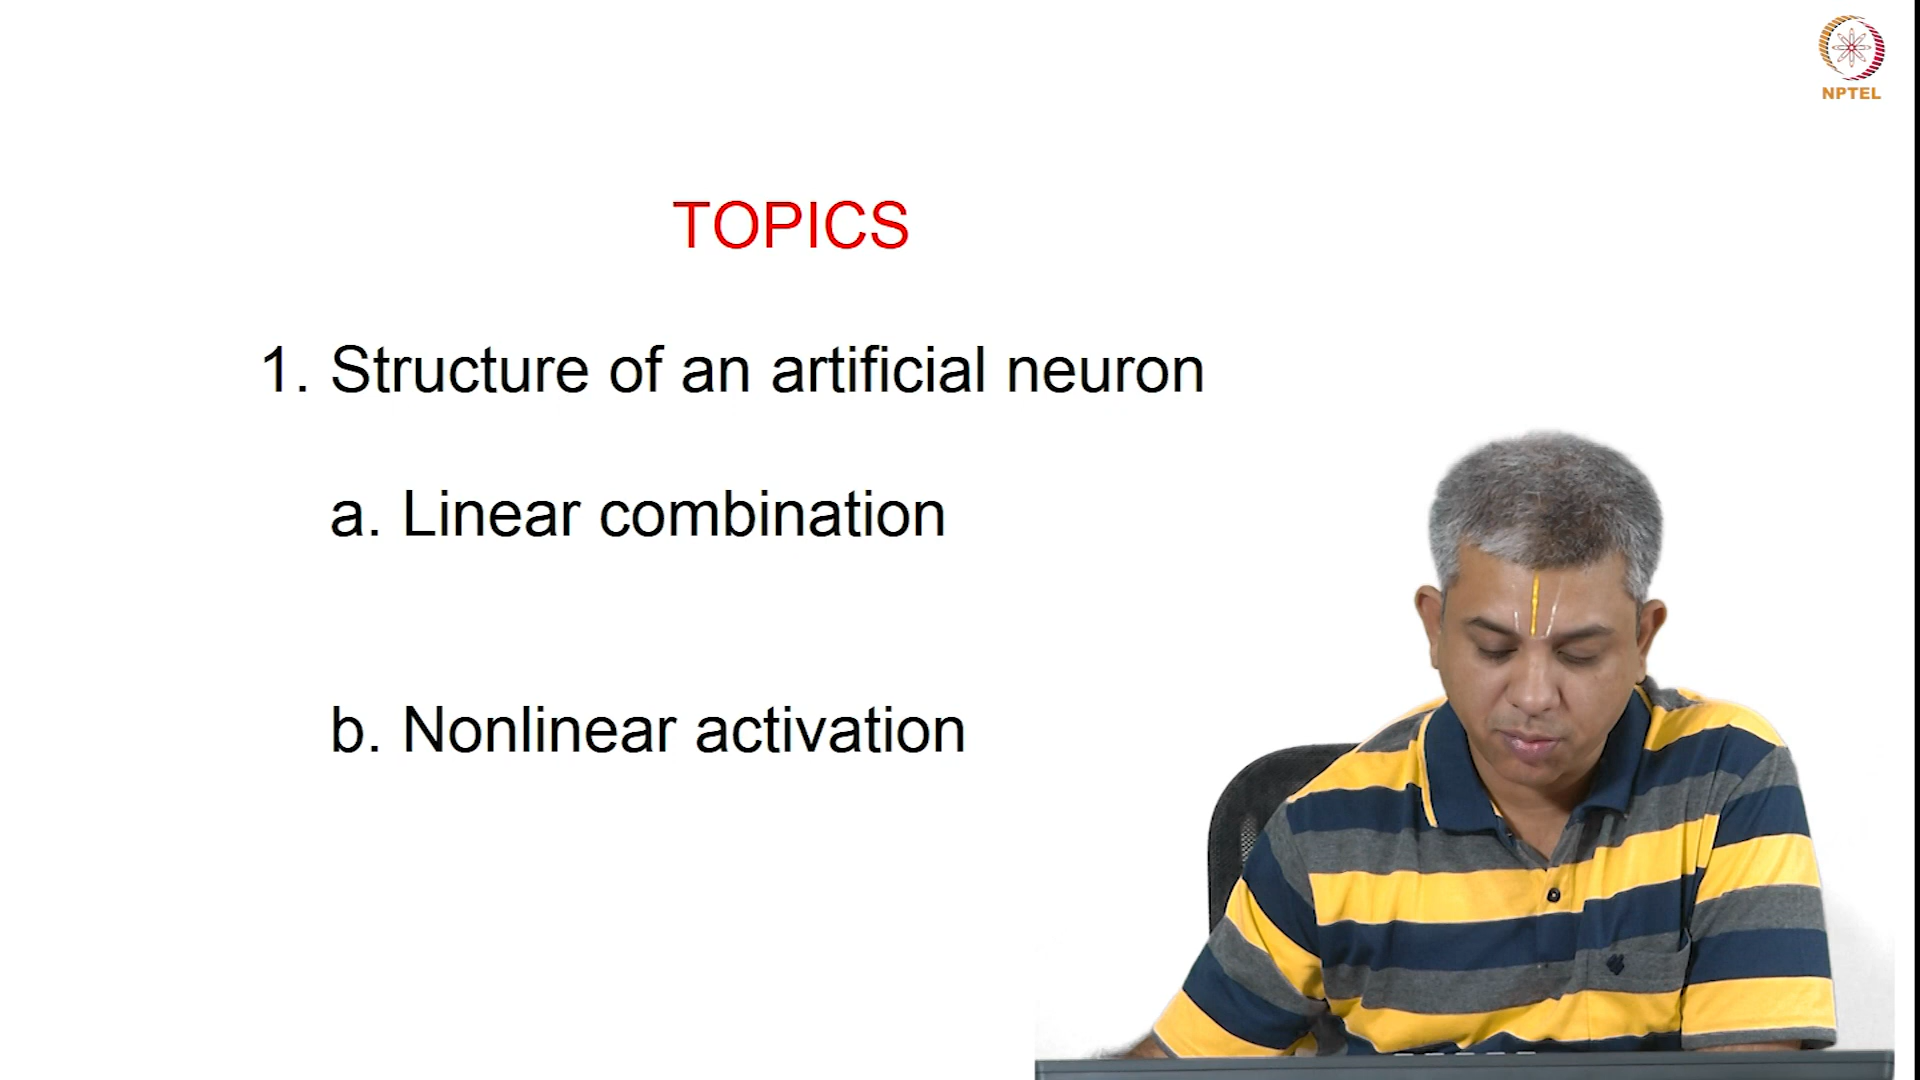 NPTEL
TOPICS
1. Structure of an artificial neuron
a. Linear combination
b. Nonlinear activation